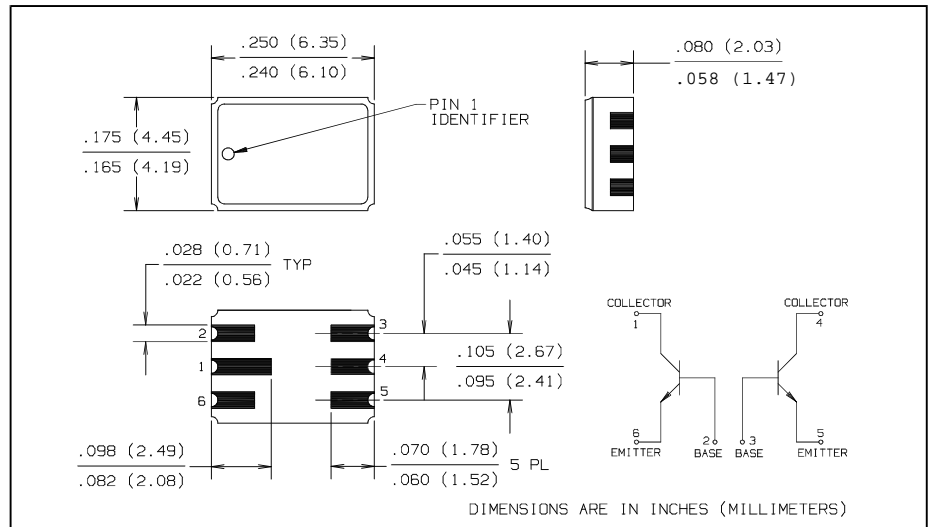 .250 (6.35)
.240 (6.10)
.080 (2.03)
.058 (1.47)
PIN 1
IDENTIFIER
.175 (4.45)
.165 (4.19)
.028 (0.71)
.022 (0.56)
TYP
.055 (1.40)
.045 (1.14)
2
1
6
3
4
5
.105 (2.67)
.095 (2.41)
.098 (2.49)
.082 (2.08)
.070 (1.78)
.060 (1.52)
5 PL
COLLECTOR
1
COLLECTOR
4
6
EMITTER
2
BASE
3
BASE
5
EMITTER
DIMENSIONS ARE IN INCHES (MILLIMETERS)